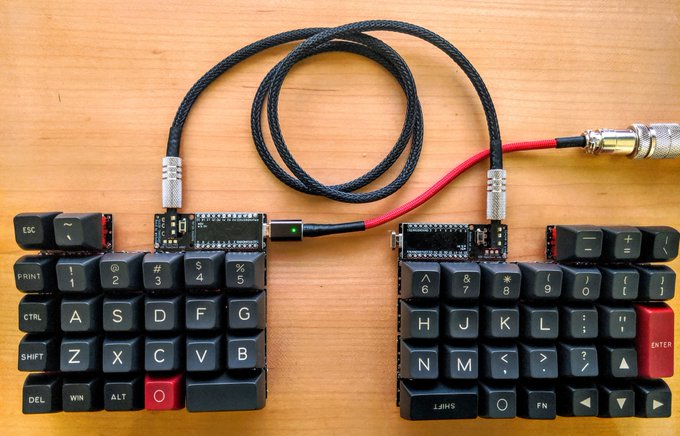 ESC ~ - + \
_ =
PRINT ! @ # $ % ^ & * ( ) { }
1 2 3 4 5 6 7 8 9 0 [ ]
CTRL A S D F G H J K L : " ENTER
; '
SHIFT Z X C V B N M < > ? ▲
, . /
DEL WIN ALT O SHIFT O FN ◀ ▼ ▶